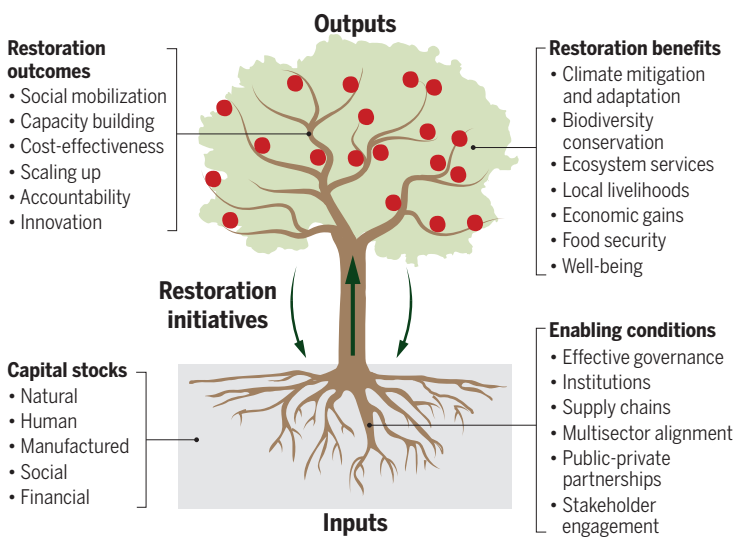 Outputs
Restoration
outcomes
• Social mobilization
• Capacity building
• Cost-effectiveness
• Scaling up
• Accountability
• Innovation
Restoration benefits
• Climate mitigation
and adaptation
• Biodiversity
conservation
• Ecosystem services
• Local livelihoods
• Economic gains
• Food security
• Well-being
Restoration
initiatives
Capital stocks
• Natural
• Human
• Manufactured
• Social
• Financial
Enabling conditions
• Effective governance
• Institutions
• Supply chains
• Multisector alignment
• Public-private
partnerships
• Stakeholder
engagement
Inputs